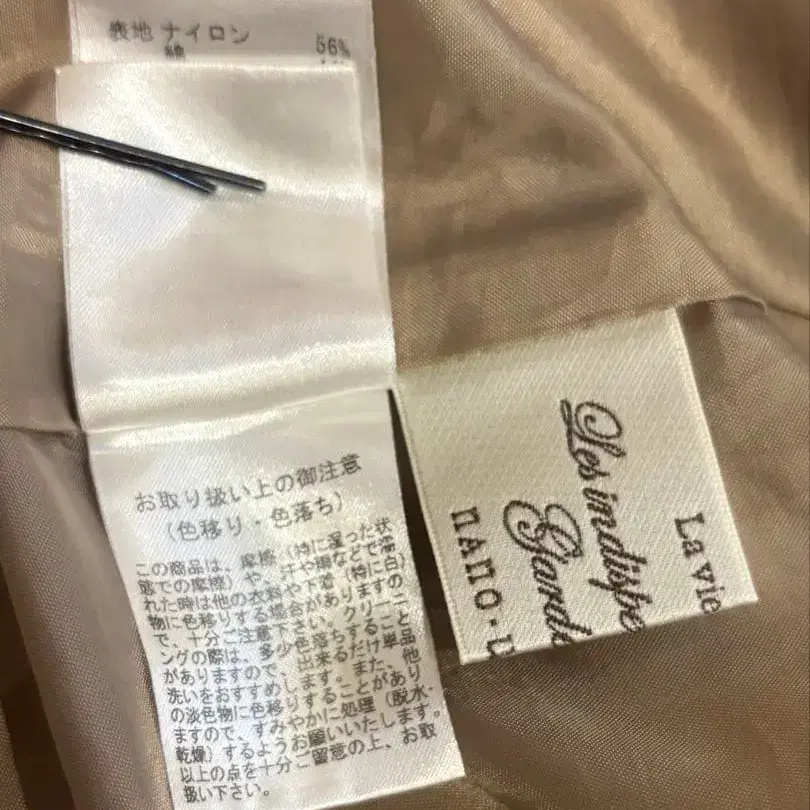 表地 ナイロン 56%
綿
お取り扱い上の御注意
(色移り・色落ち)
この商品は、摩擦(特に湿った状
態での摩擦)や、汗や雨などで濡
れた時は他の衣料や下着(特に白)
物に色移りする場合がありますの
で、十分ご注意下さい。クリーニ
ングの際は、多少色落ちすること
がありますので、出来るだけ単品
洗いをおすすめします。また、他
の淡色物に色移りすることがあり
ますので、すみやかに処理(脱水・
乾燥)するようお願いいたします。
以上の点を十分ご留意の上、お取
扱い下さい。
La vie
Les indispe
Gard
nano・u